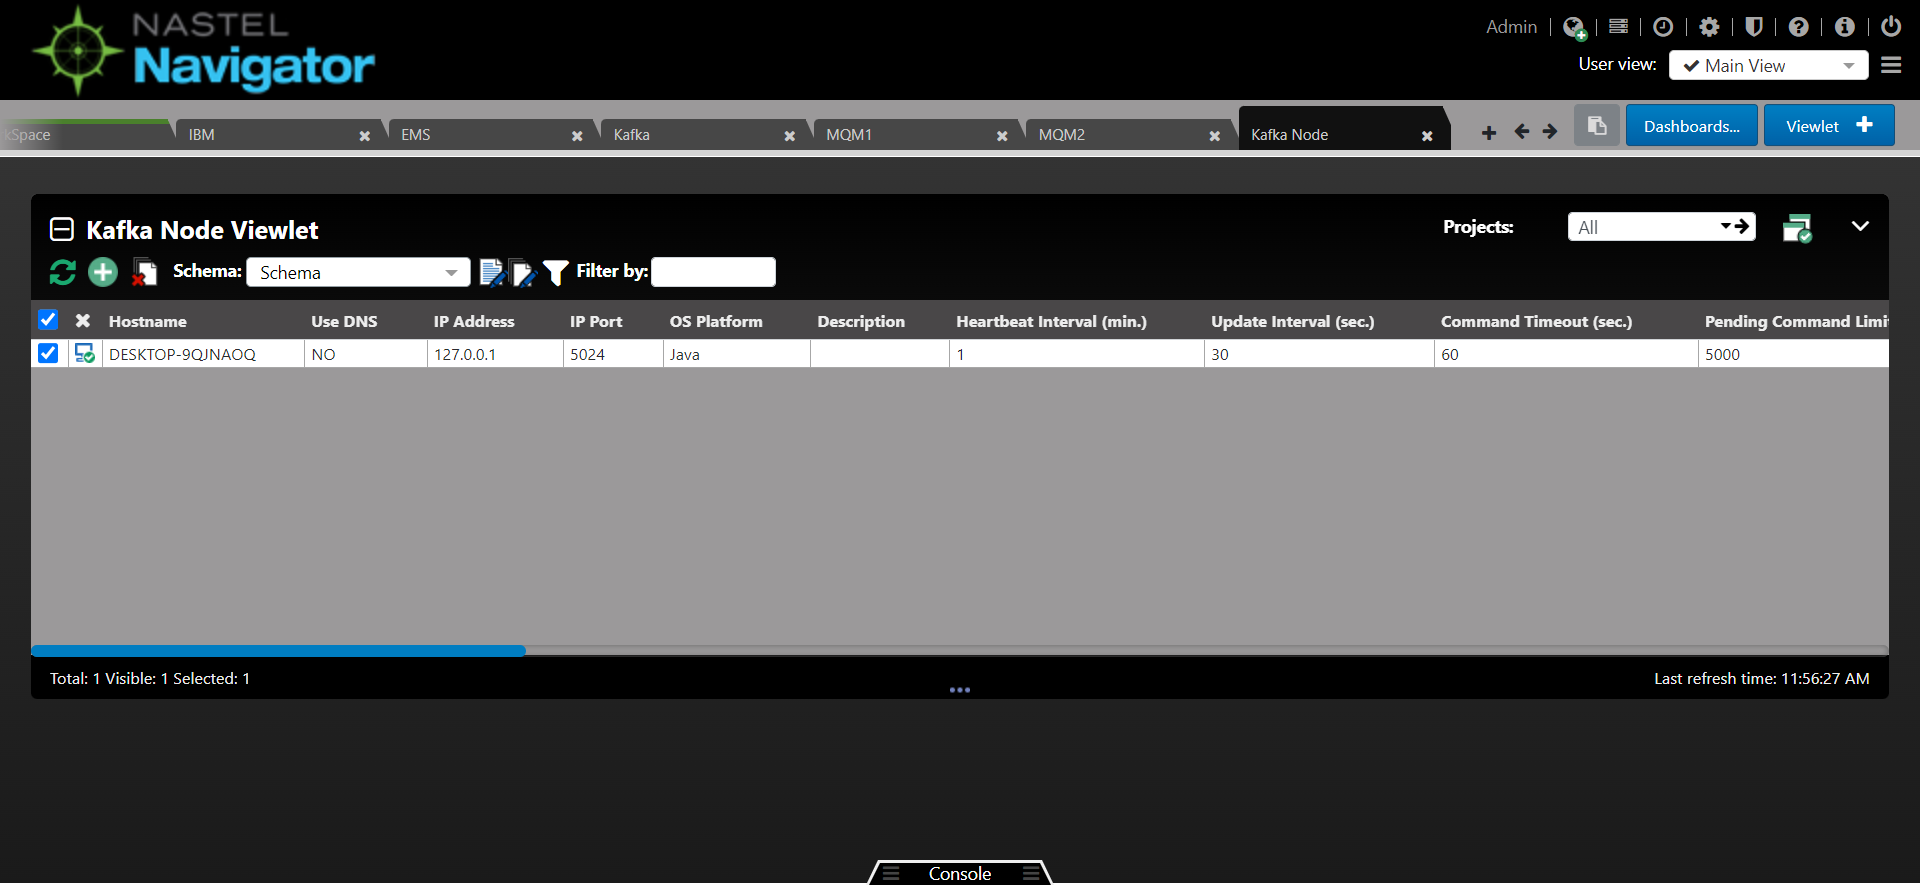 NASTEL
Navigator
Admin
User view: Main View
kSpace IBM EMS Kafka MQM1 MQM2 Kafka Node Dashboards... Viewlet
Kafka Node Viewlet
Projects: All
Schema: Schema Filter by:
Hostname Use DNS IP Address IP Port OS Platform Description Heartbeat Interval (min.) Update Interval (sec.) Command Timeout (sec.) Pending Command Limi
DESKTOP-9QJNAOQ NO 127.0.0.1 5024 Java 1 30 60 5000
Total: 1 Visible: 1 Selected: 1 Last refresh time: 11:56:27 AM
Console